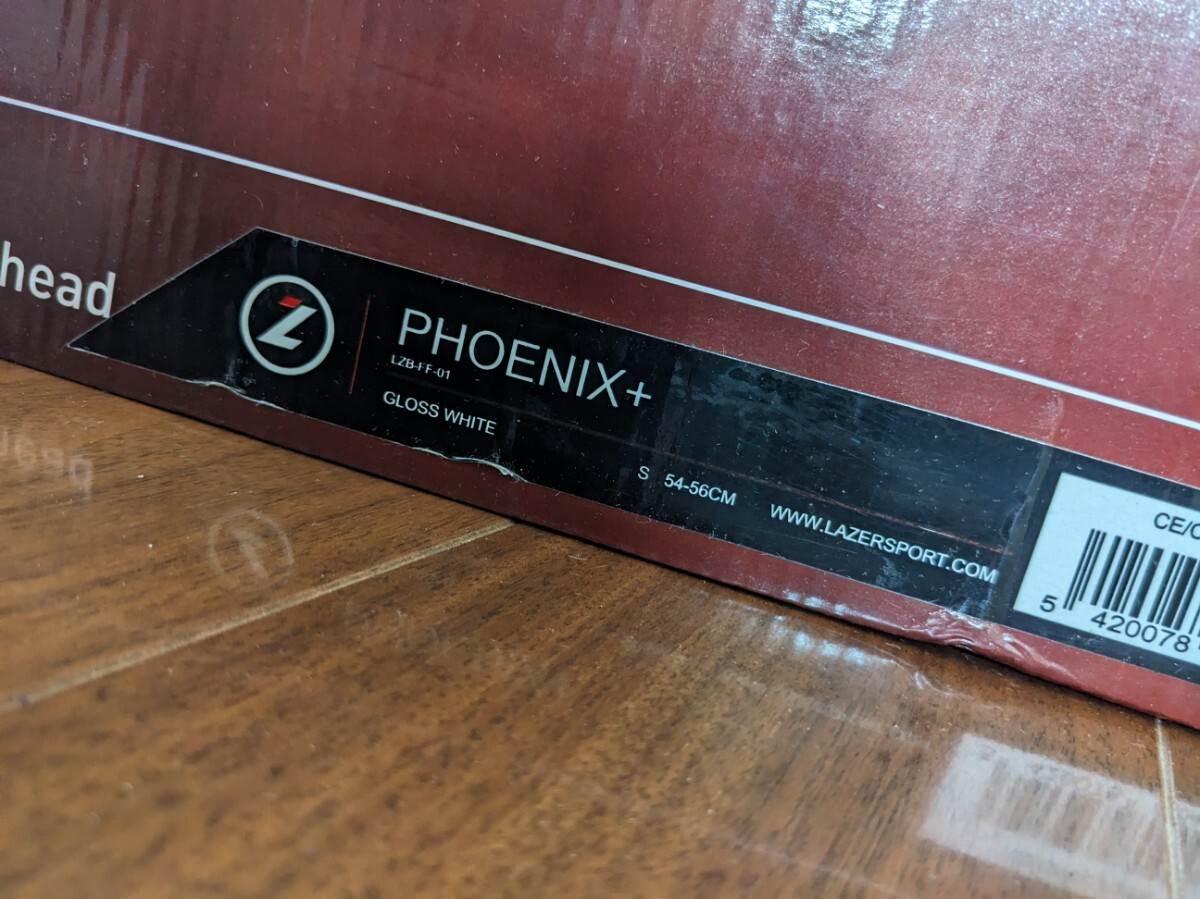 head
PHOENIX+
LZB-FF-01
GLOSS WHITE
S 54-56CM
WWW.LAZERSPORT.COM
CE/
5 420078